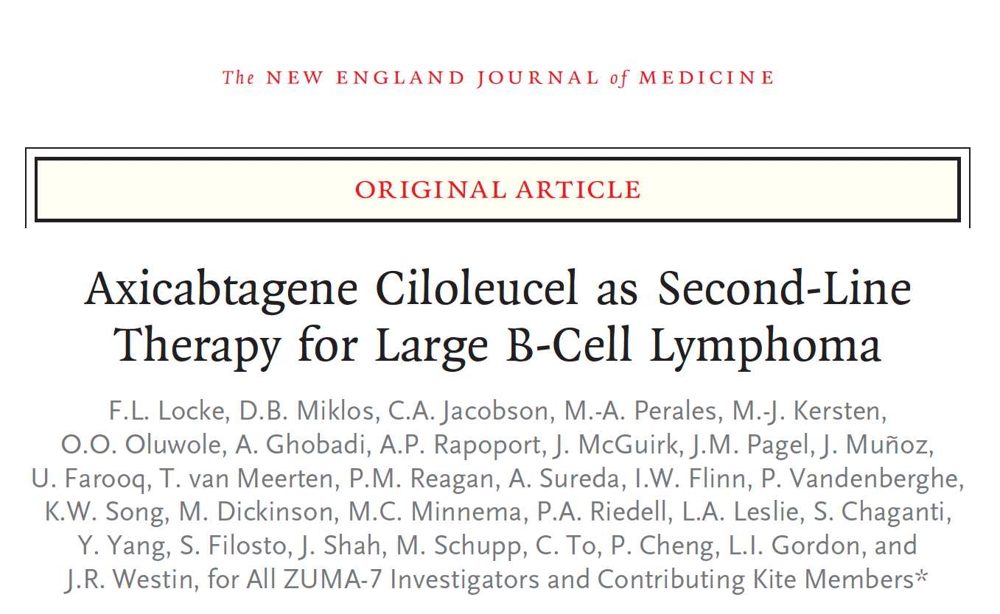 The NEW ENGLAND JOURNAL of MEDICINE
ORIGINAL ARTICLE
Axicabtagene Ciloleucel as Second-Line
Therapy for Large B-Cell Lymphoma
F.L. Locke, D.B. Miklos, C.A. Jacobson, M.-A. Perales, M.-J. Kersten,
O.O. Oluwole, A. Ghobadi, A.P. Rapoport, J. McGuirk, J.M. Pagel, J. Muñoz,
U. Farooq, T. van Meerten, P.M. Reagan, A. Sureda, I.W. Flinn, P. Vandenberghe,
K.W. Song, M. Dickinson, M.C. Minnema, P.A. Riedell, L.A. Leslie, S. Chaganti,
Y. Yang, S. Filosto, J. Shah, M. Schupp, C. To, P. Cheng, L.I. Gordon, and
J.R. Westin, for All ZUMA-7 Investigators and Contributing Kite Members*